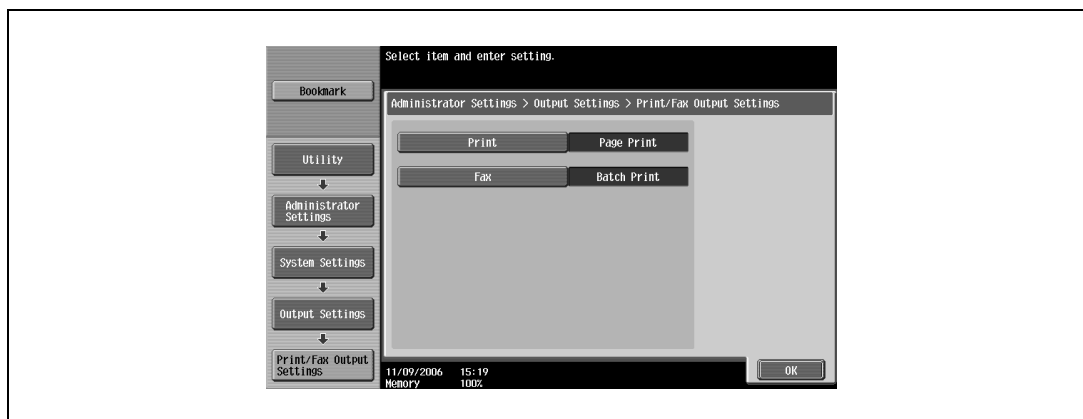 Select item and enter setting.
Bookmark
Administrator Settings > Output Settings > Print/Fax Output Settings
Print
Page Print
Fax
Batch Print
Utility
Administrator
Settings
System Settings
Output Settings
Print/Fax Output
Settings
11/09/2006 15:19
Memory 100%
OK